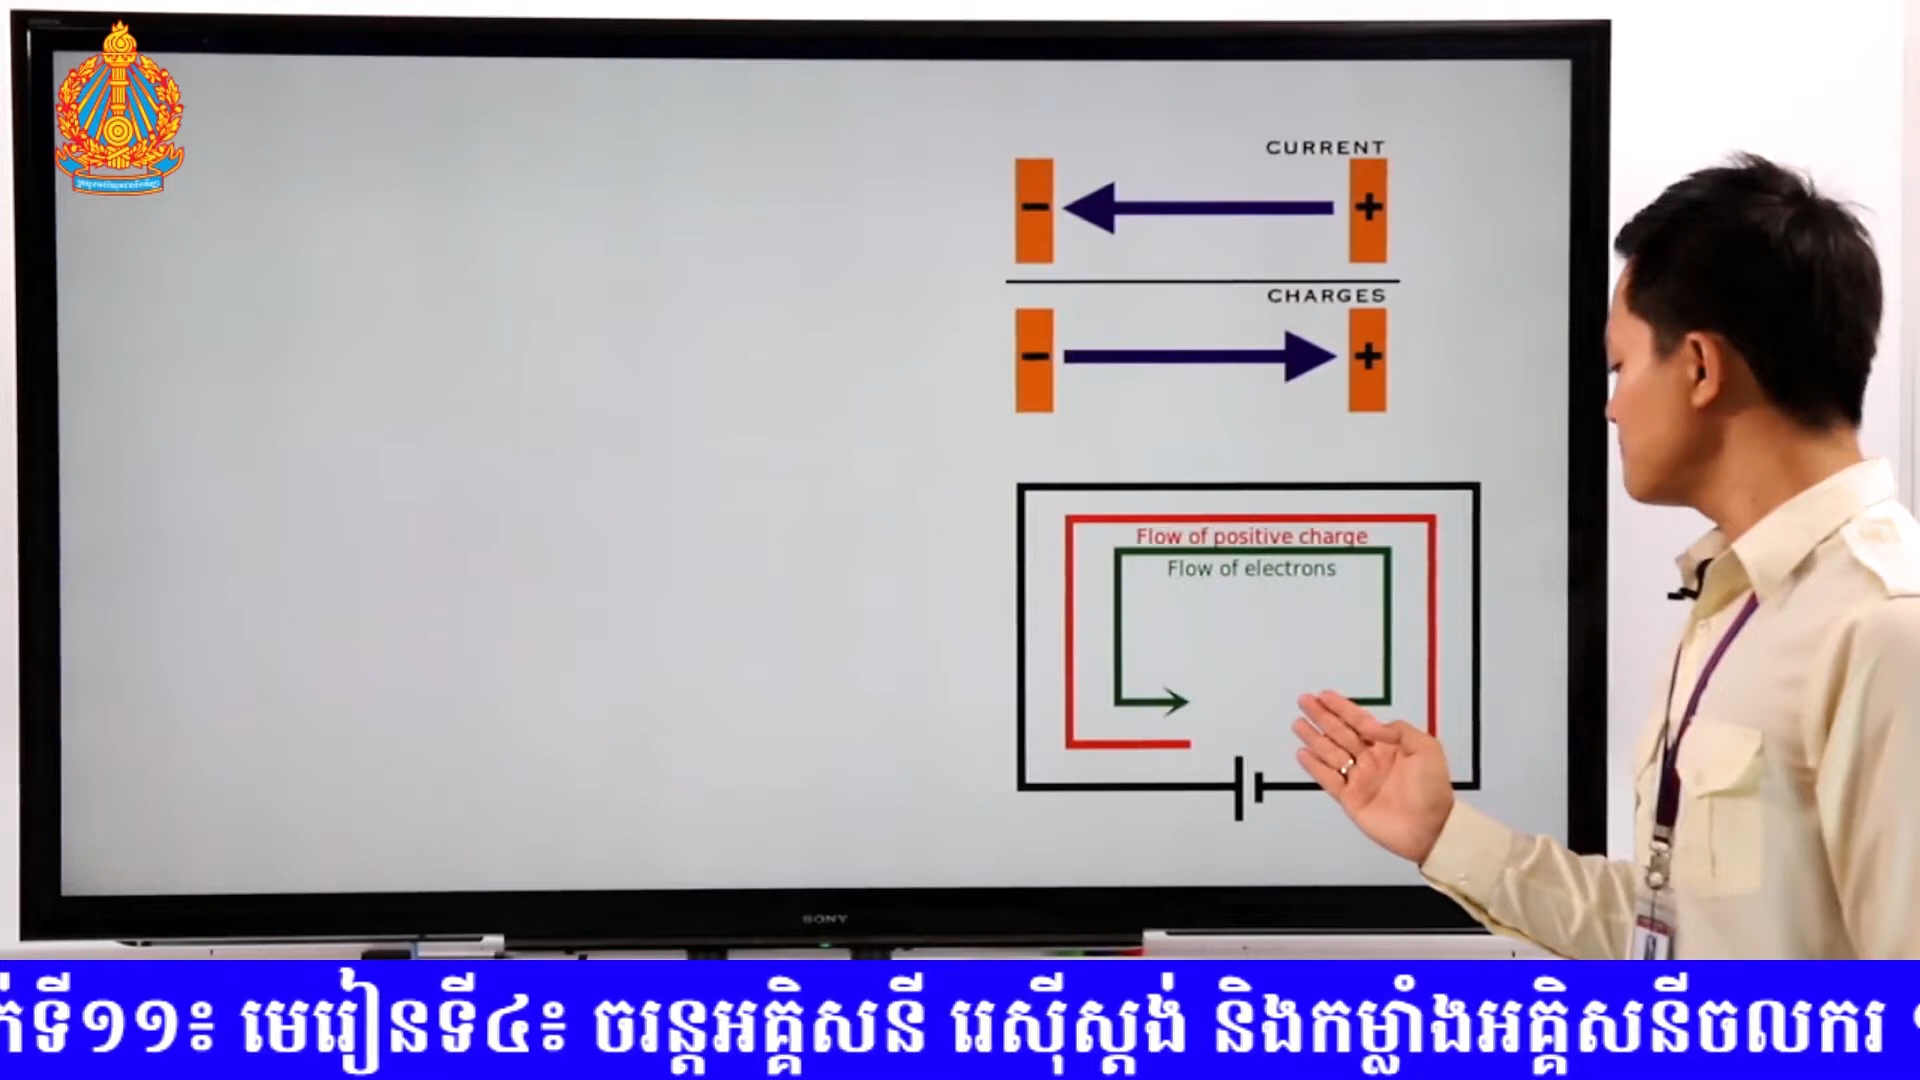 CURRENT
− +
CHARGES
− +
Flow of positive charge
Flow of electrons
SONY
ក់ទី១១៖ មេរៀនទី៤៖ ចរន្តអគ្គិសនី រេស៊ីស្តង់ និងកម្លាំងអគ្គិសនីចលករ